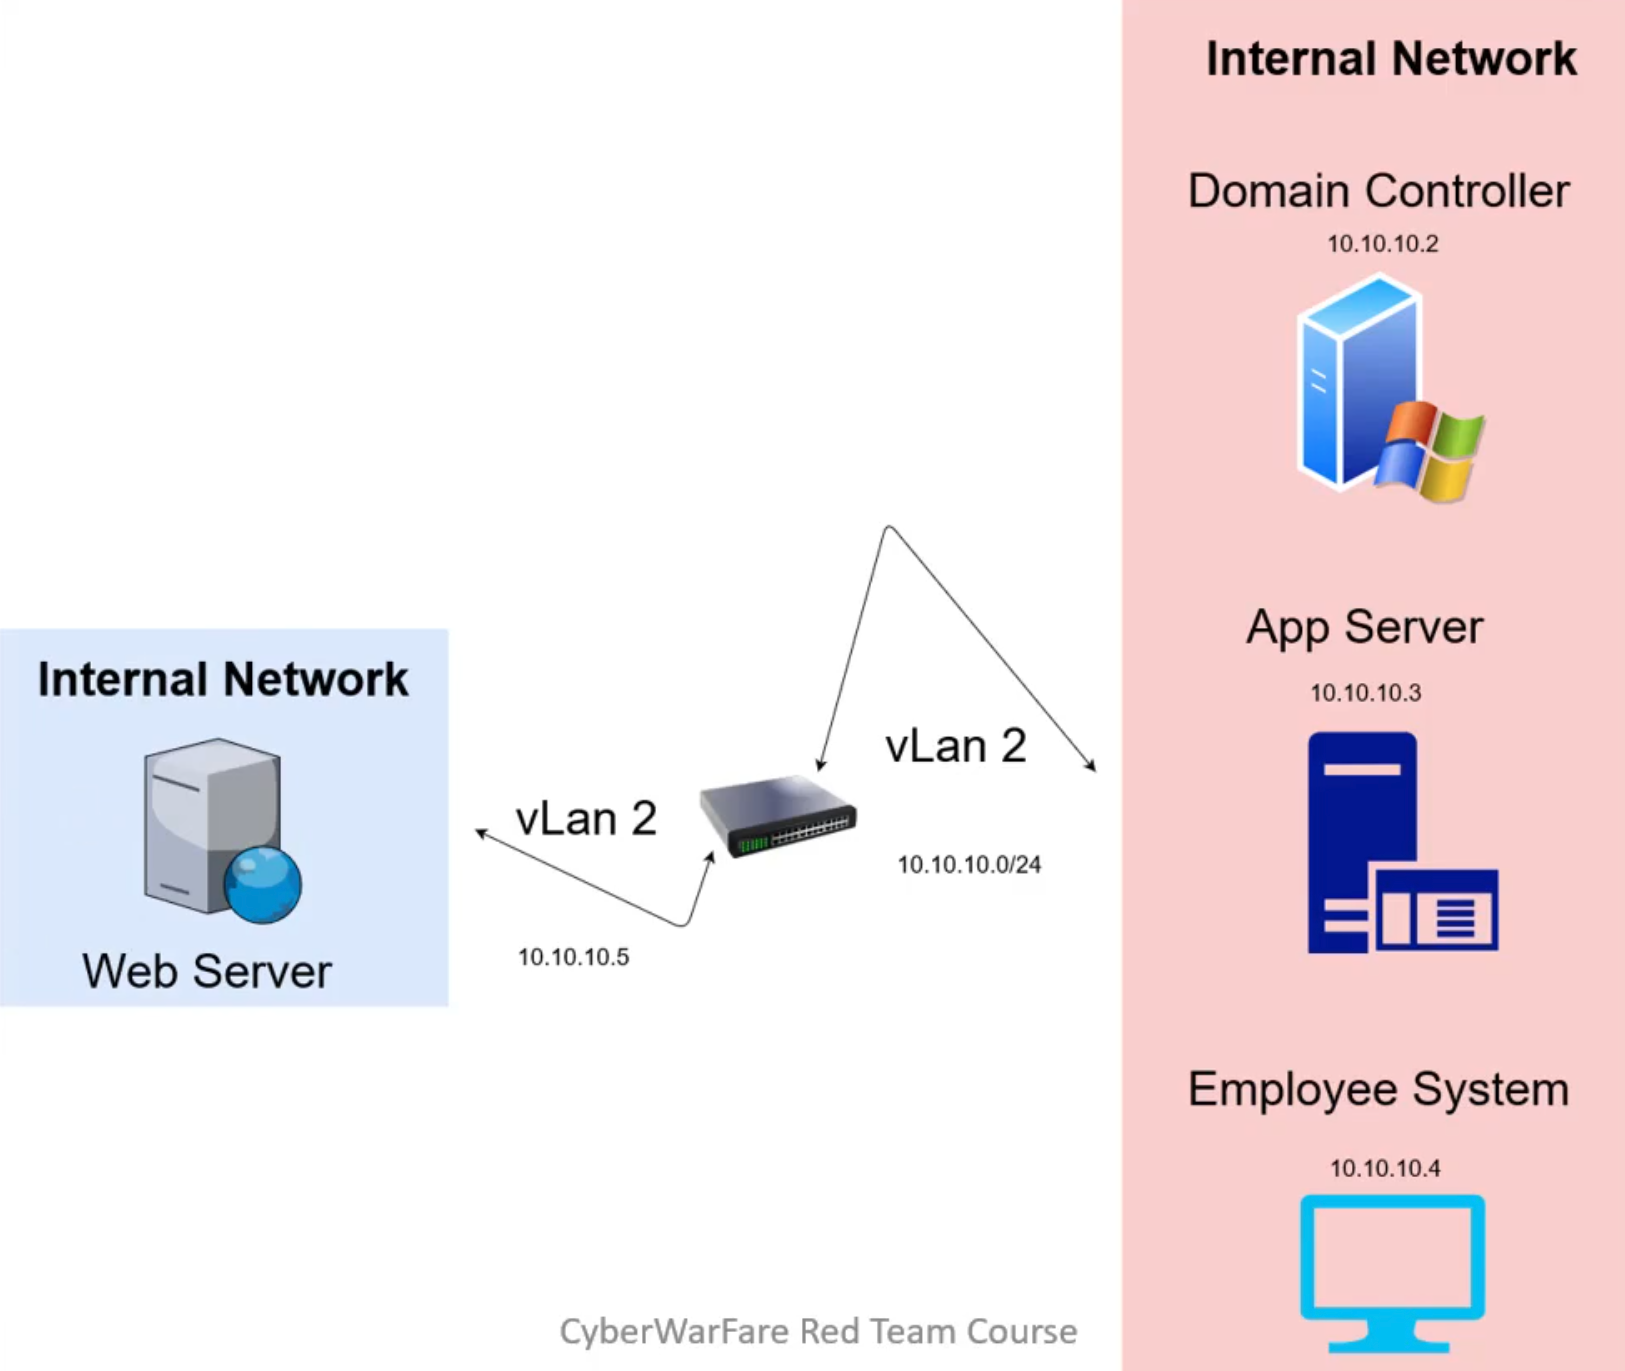 Internal Network
Domain Controller
10.10.10.2
App Server
10.10.10.3
Employee System
10.10.10.4
vLan 2
10.10.10.0/24
vLan 2
10.10.10.5
Internal Network
Web Server
CyberWarFare Red Team Course